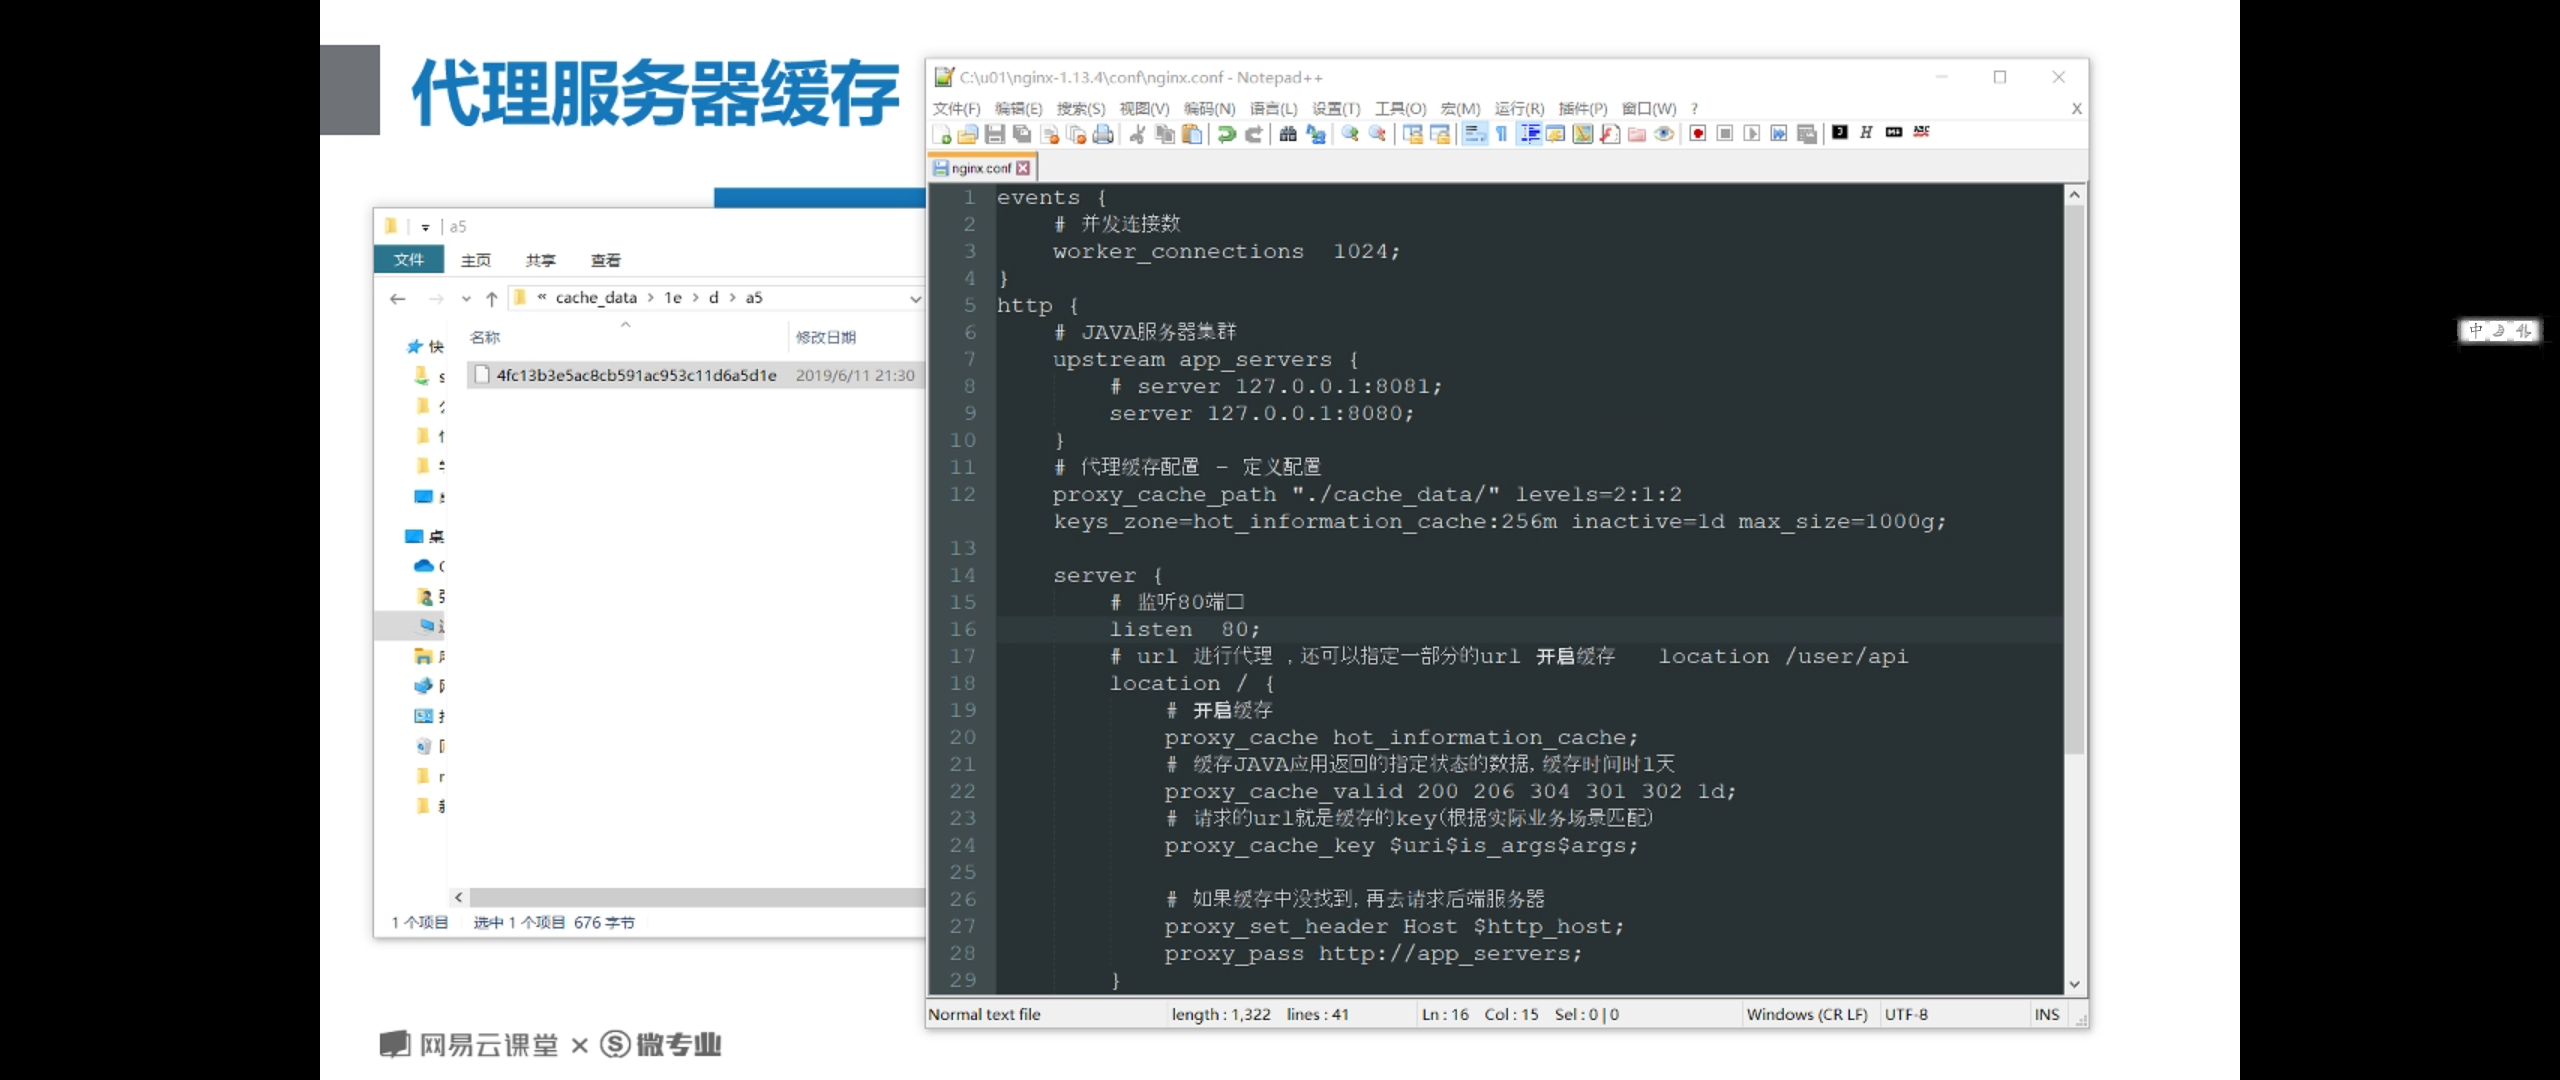 代理服务器缓存
C:\u01\nginx-1.13.4\conf\nginx.conf - Notepad++
文件(F) 编辑(E) 搜索(S) 视图(V) 编码(N) 语言(L) 设置(T) 工具(O) 宏(M) 运行(R) 插件(P) 窗口(W) ? X
nginx.conf
1 events {
2 # 并发连接数
3 worker_connections 1024;
4 }
5 http {
6 # JAVA服务器集群
7 upstream app_servers {
8 # server 127.0.0.1:8081;
9 server 127.0.0.1:8080;
10 }
11 # 代理缓存配置 - 定义配置
12 proxy_cache_path "./cache_data/" levels=2:1:2
keys_zone=hot_information_cache:256m inactive=1d max_size=1000g;
13
14 server {
15 # 监听80端口
16 listen 80;
17 # url 进行代理 ，还可以指定一部分的url 开启缓存 location /user/api
18 location / {
19 # 开启缓存
20 proxy_cache hot_information_cache;
21 # 缓存JAVA应用返回的指定状态的数据，缓存时间时1天
22 proxy_cache_valid 200 206 304 301 302 1d;
23 # 请求的url就是缓存的key(根据实际业务场景匹配)
24 proxy_cache_key $uri$is_args$args;
25
26 # 如果缓存中没找到，再去请求后端服务器
27 proxy_set_header Host $http_host;
28 proxy_pass http://app_servers;
29 }
Normal text file length : 1,322 lines : 41 Ln : 16 Col : 15 Sel : 0 | 0 Windows (CR LF) UTF-8 INS
a5
文件 主页 共享 查看
« cache_data > 1e > d > a5
名称 修改日期
快
4fc13b3e5ac8cb591ac953c11d6a5d1e 2019/6/11 21:30
桌
1 个项目 选中 1 个项目 676 字节
网易云课堂 × S 微专业
中